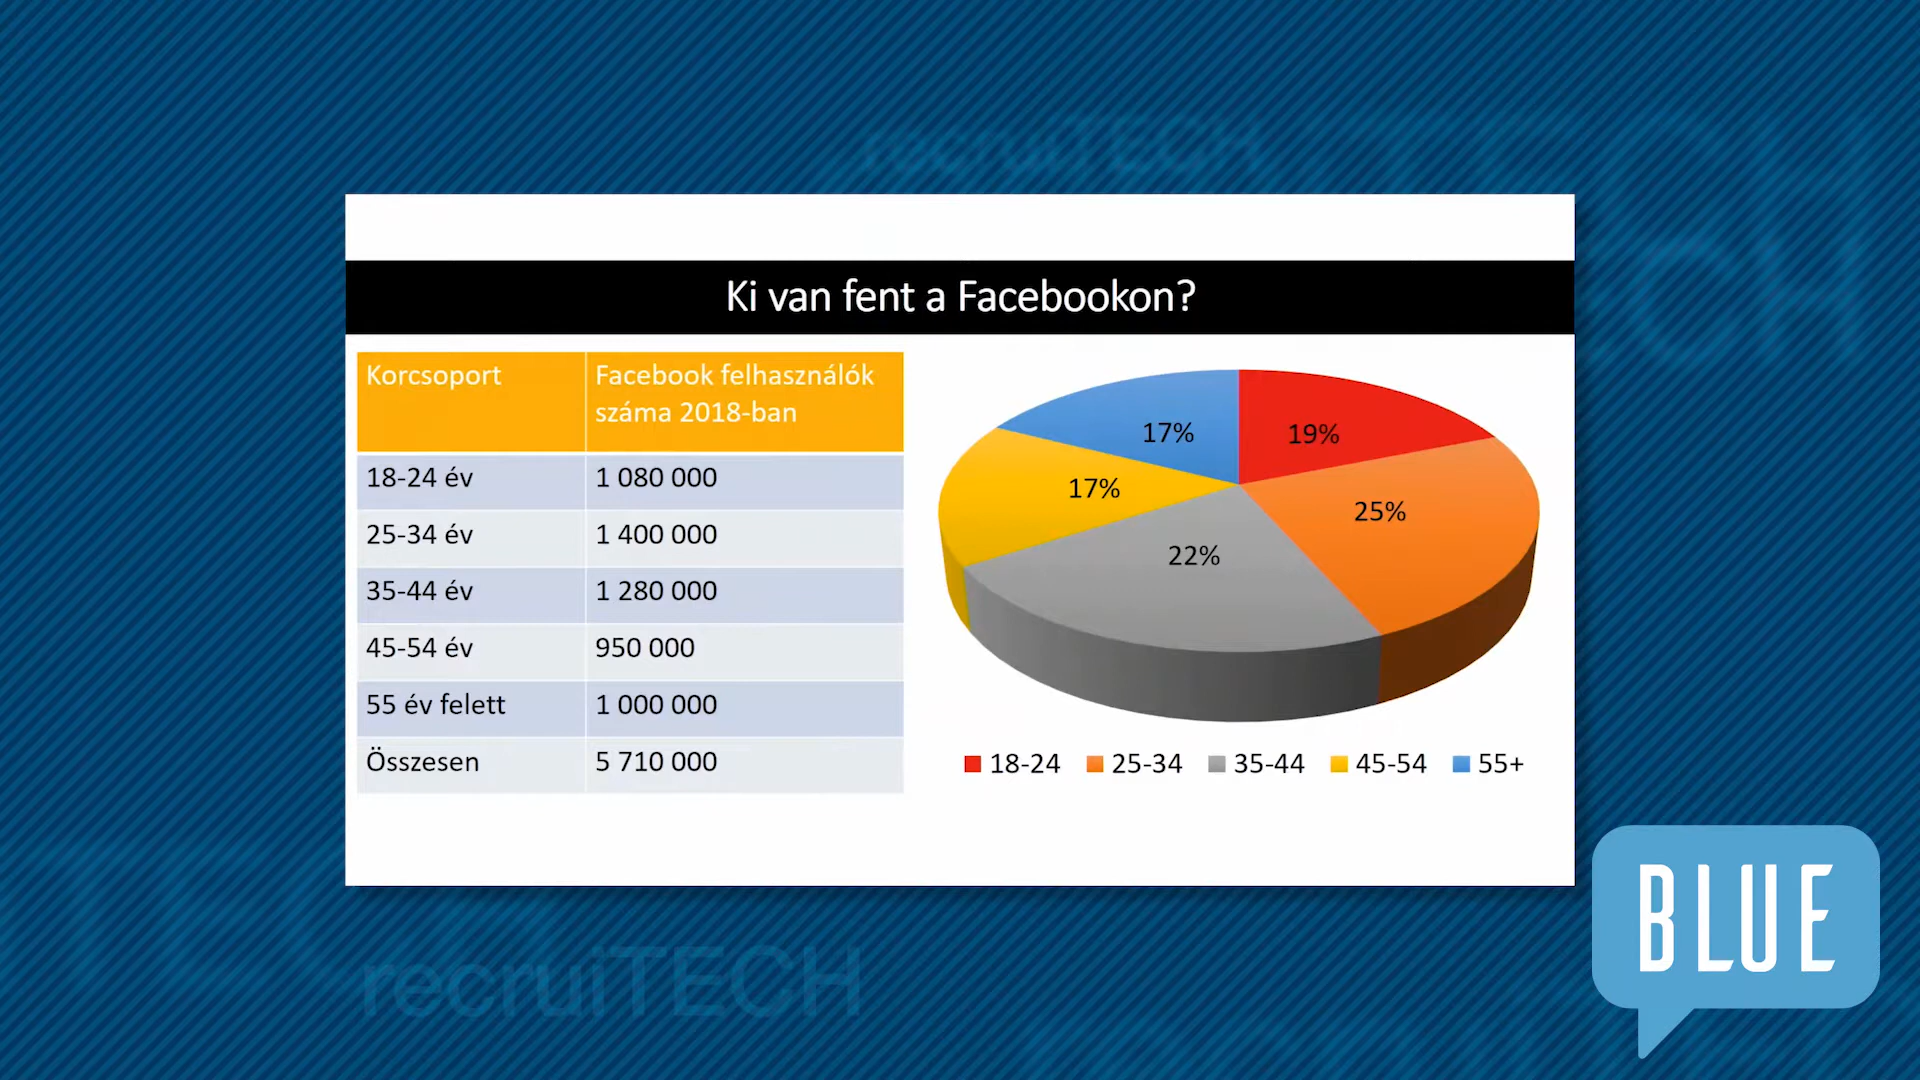 recruiTECH
Ki van fent a Facebookon?
Korcsoport
Facebook felhasználók
száma 2018-ban
18-24 év 1 080 000
25-34 év 1 400 000
35-44 év 1 280 000
45-54 év 950 000
55 év felett 1 000 000
Összesen 5 710 000
17%
19%
17%
25%
22%
18-24 25-34 35-44 45-54 55+
BLUE
recruiTECH